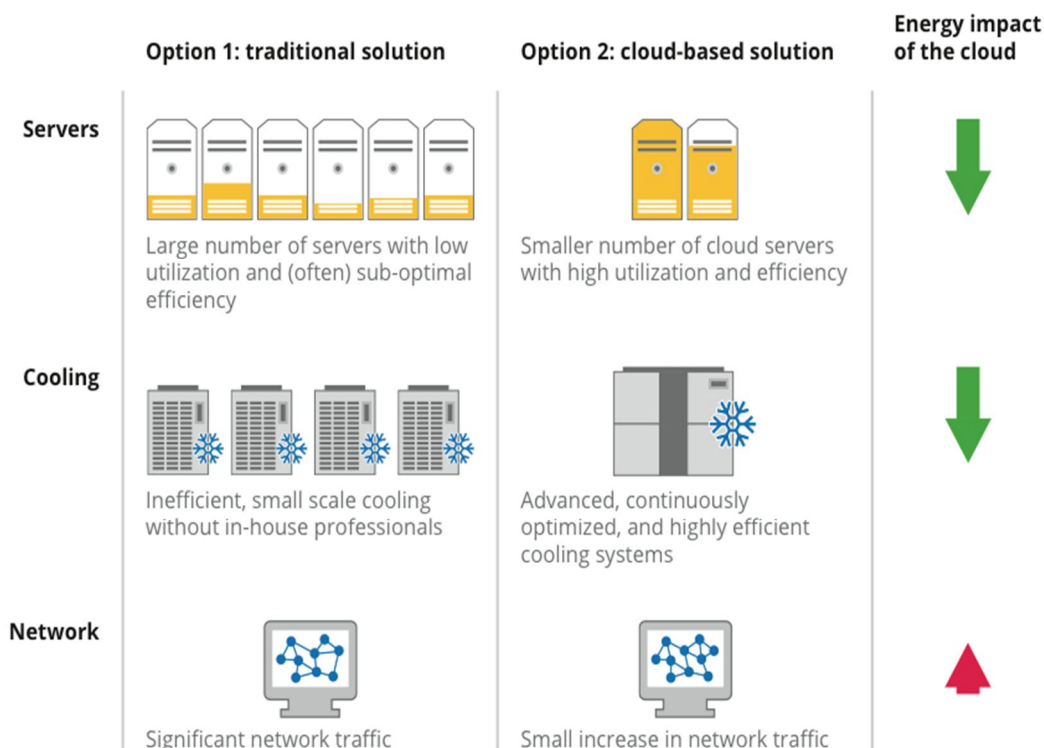 Energy impact
of the cloud
Option 1: traditional solution
Option 2: cloud-based solution
Servers
Large number of servers with low
utilization and (often) sub-optimal
efficiency
Smaller number of cloud servers
with high utilization and efficiency
Cooling
Inefficient, small scale cooling
without in-house professionals
Advanced, continuously
optimized, and highly efficient
cooling systems
Network
Significant network traffic
Small increase in network traffic